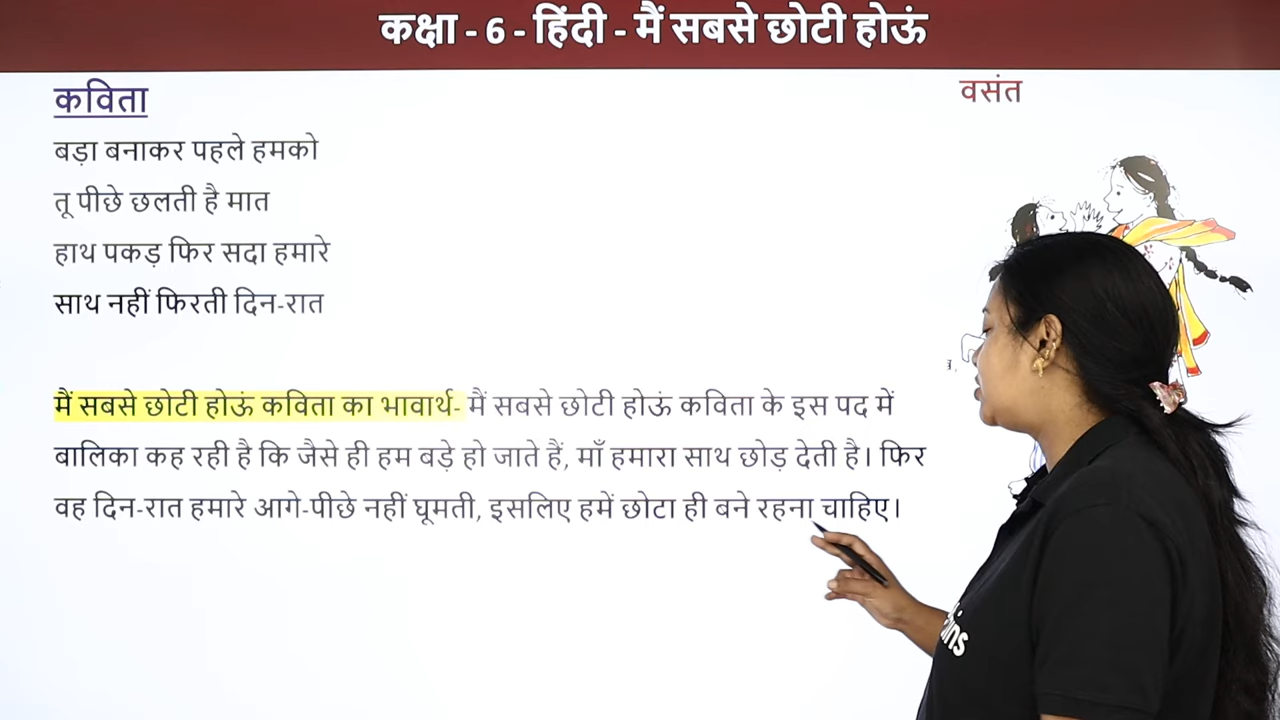 कक्षा - 6 - हिंदी - मैं सबसे छोटी होऊं
कविता
वसंत
बड़ा बनाकर पहले हमको
तू पीछे छलती है मात
हाथ पकड़ फिर सदा हमारे
साथ नहीं फिरती दिन-रात
मैं सबसे छोटी होऊं कविता का भावार्थ- मैं सबसे छोटी होऊं कविता के इस पद में
बालिका कह रही है कि जैसे ही हम बड़े हो जाते हैं, माँ हमारा साथ छोड़ देती है। फिर
वह दिन-रात हमारे आगे-पीछे नहीं घूमती, इसलिए हमें छोटा ही बने रहना चाहिए।